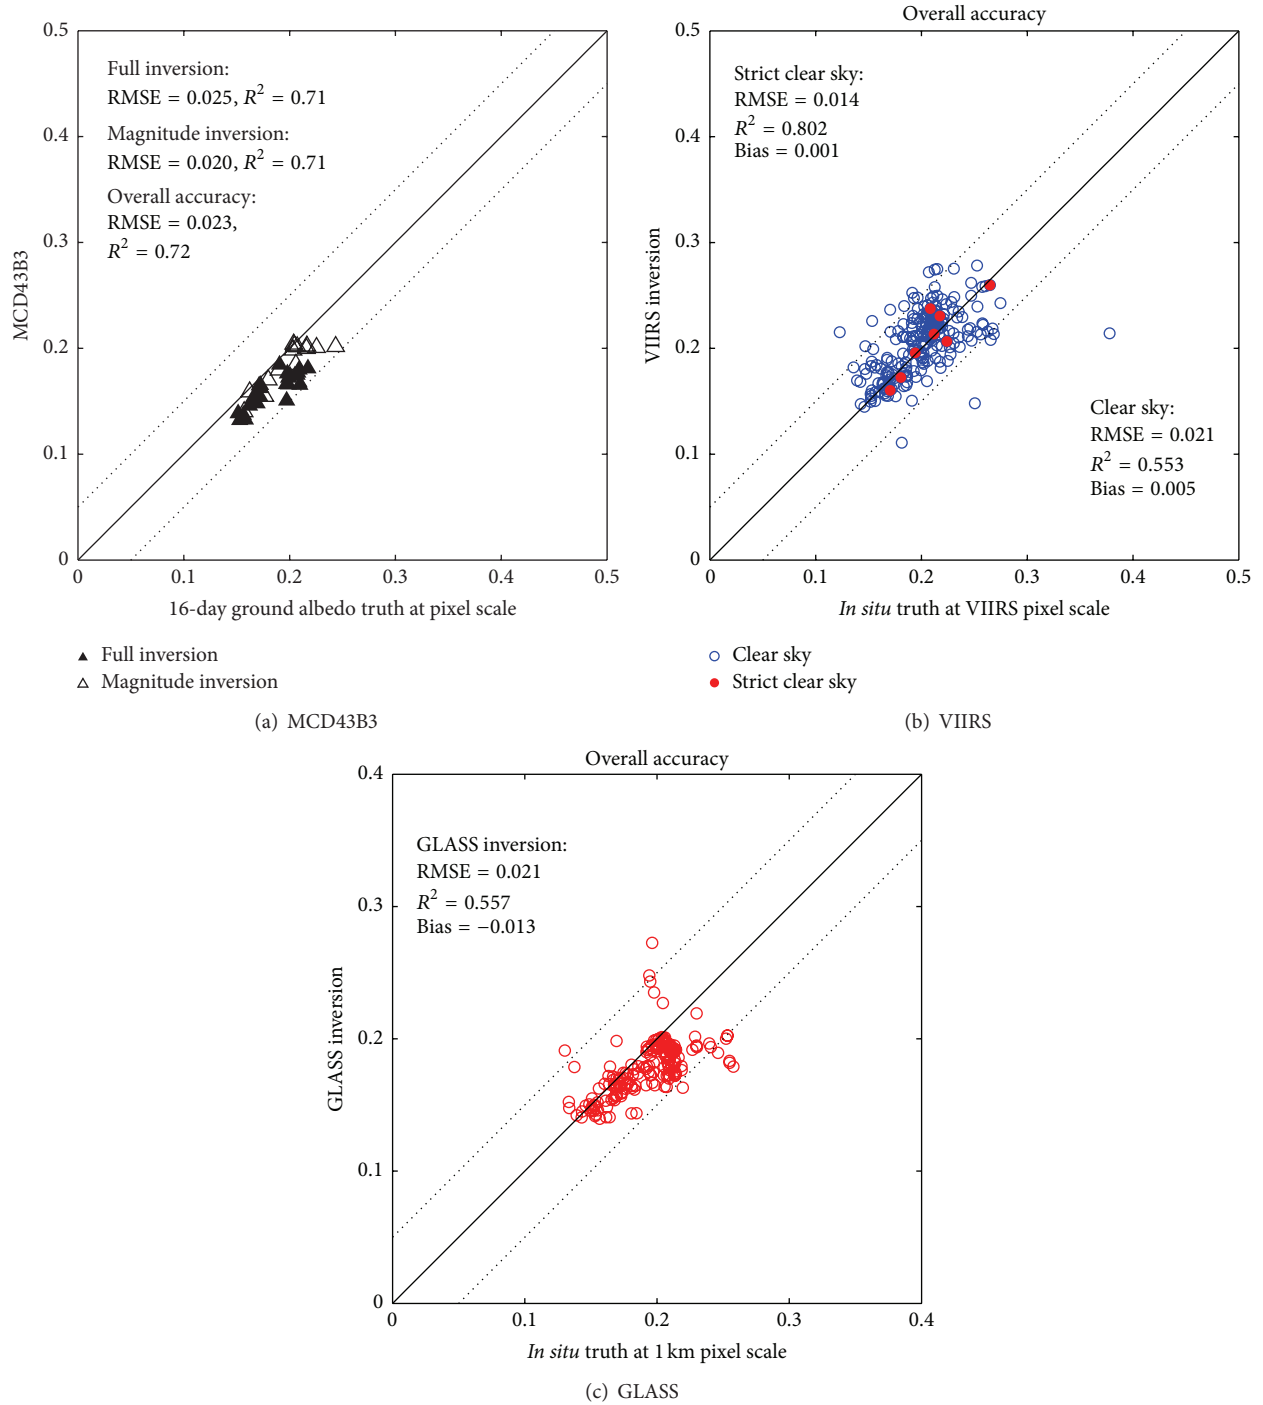 Full inversion:
RMSE = 0.025, R² = 0.71
Magnitude inversion:
RMSE = 0.020, R² = 0.71
Overall accuracy:
RMSE = 0.023,
R² = 0.72
MCD43B3
0.5
0.4
0.3
0.2
0.1
0
0 0.1 0.2 0.3 0.4 0.5
16-day ground albedo truth at pixel scale
Full inversion
Magnitude inversion
(a) MCD43B3
Overall accuracy
Strict clear sky:
RMSE = 0.014
R² = 0.802
Bias = 0.001
Clear sky:
RMSE = 0.021
R² = 0.553
Bias = 0.005
VIIRS inversion
0.5
0.4
0.3
0.2
0.1
0
0 0.1 0.2 0.3 0.4 0.5
In situ truth at VIIRS pixel scale
Clear sky
Strict clear sky
(b) VIIRS
Overall accuracy
GLASS inversion:
RMSE = 0.021
R² = 0.557
Bias = −0.013
GLASS inversion
0.4
0.3
0.2
0.1
0
0 0.1 0.2 0.3 0.4
In situ truth at 1 km pixel scale
(c) GLASS